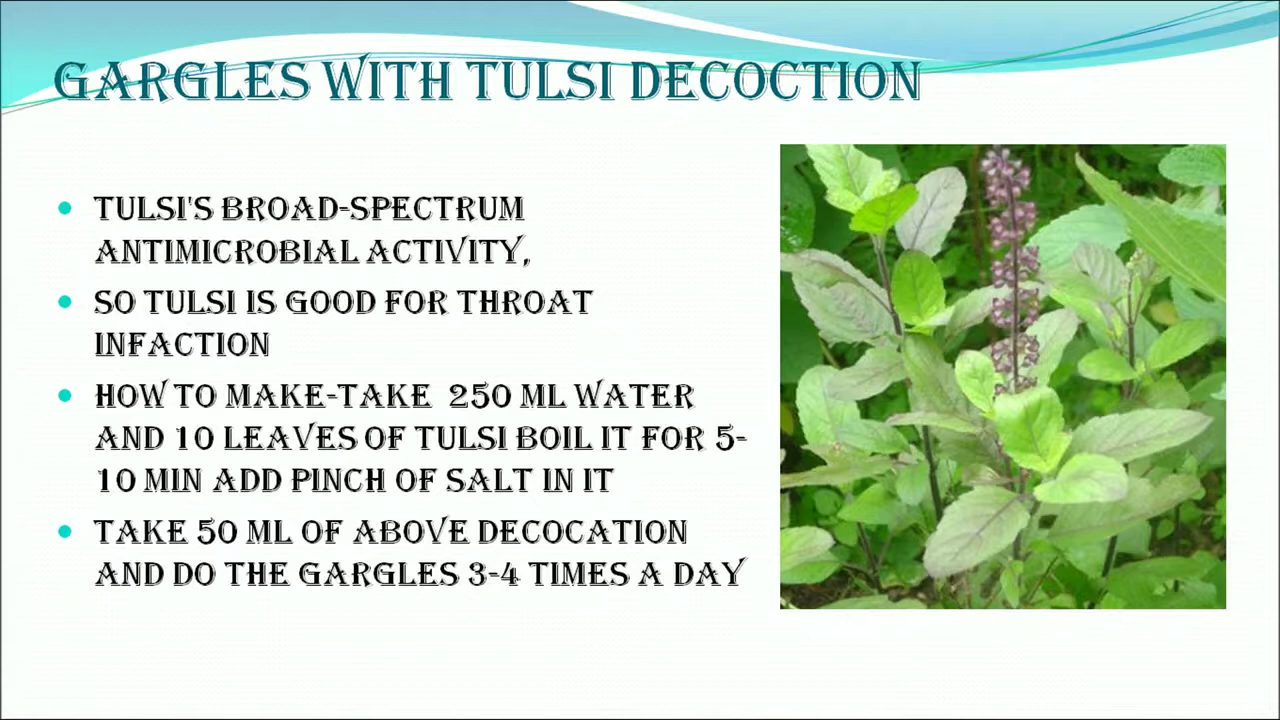 GARGLES WITH TULSI DECOCTION
TULSI'S BROAD-SPECTRUM
ANTIMICROBIAL ACTIVITY,
SO TULSI IS GOOD FOR THROAT
INFACTION
HOW TO MAKE-TAKE 250 ML WATER
AND 10 LEAVES OF TULSI BOIL IT FOR 5-
10 MIN ADD PINCH OF SALT IN IT
TAKE 50 ML OF ABOVE DECOCATION
AND DO THE GARGLES 3-4 TIMES A DAY